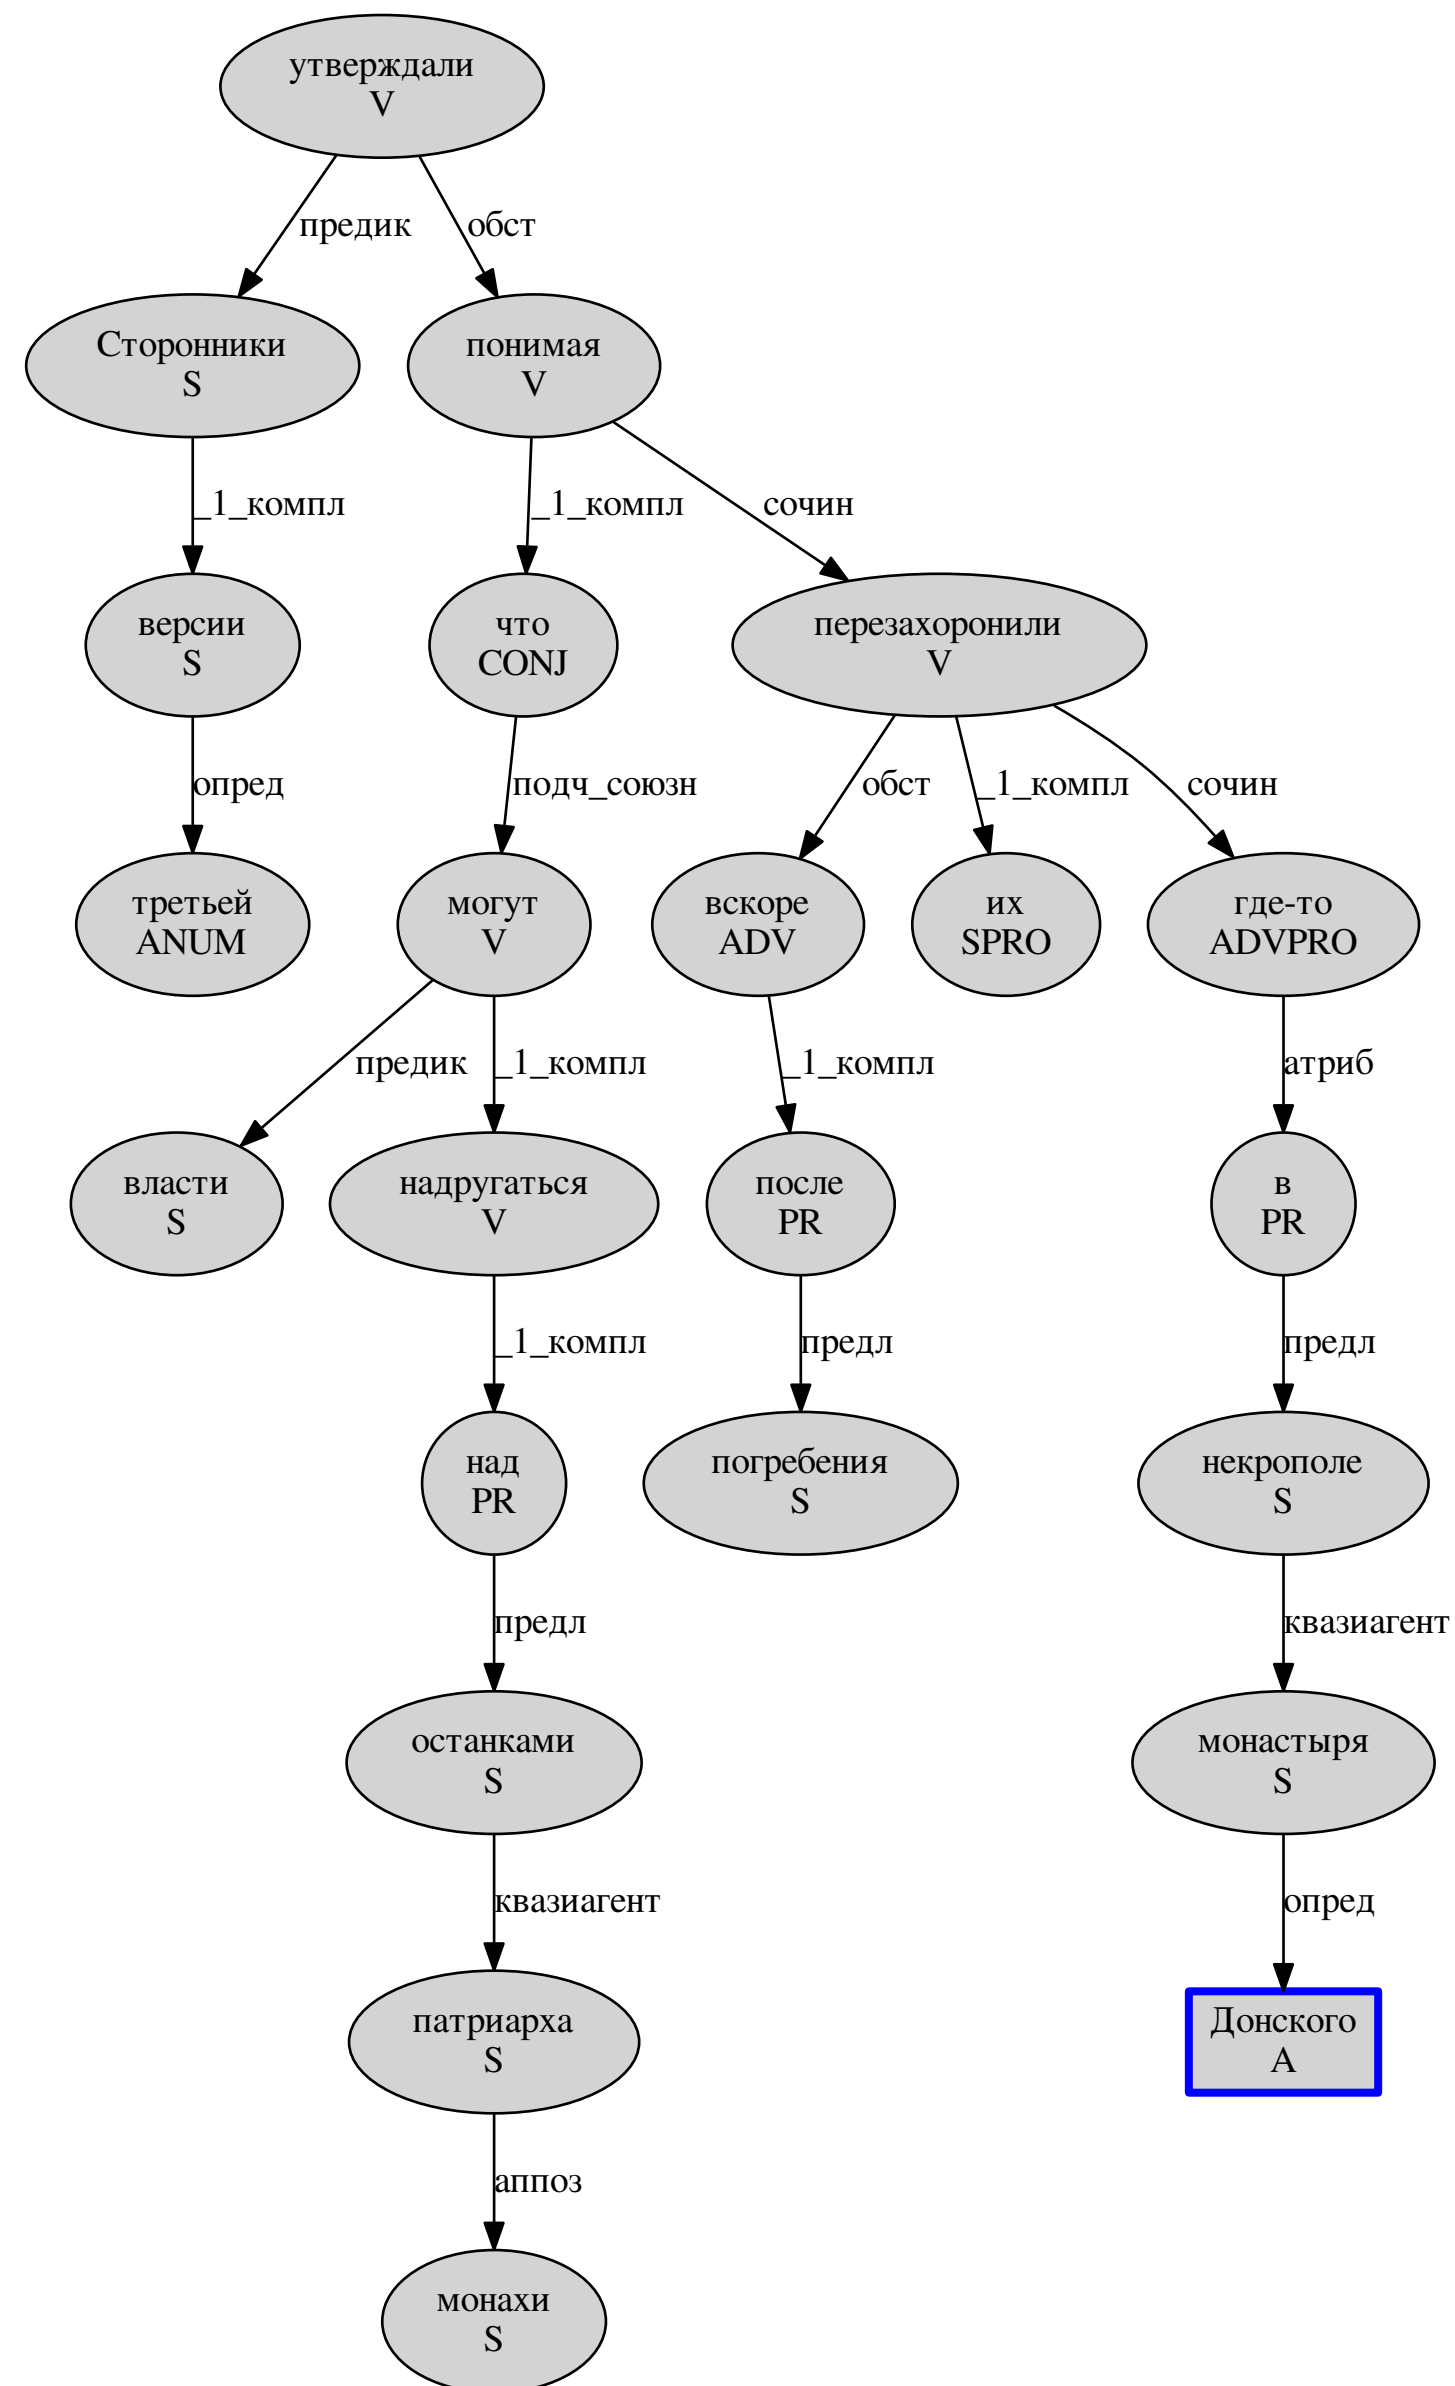 утверждали
V
предик
обст
Сторонники
S
понимая
V
_1_компл
_1_компл
сочин
версии
S
что
CONJ
перезахоронили
V
опред
подч_союзн
обст
_1_компл
сочин
третьей
ANUM
могут
V
вскоре
ADV
их
SPRO
где-то
ADVPRO
предик
_1_компл
_1_компл
атриб
власти
S
надругаться
V
после
PR
в
PR
_1_компл
предл
предл
над
PR
погребения
S
некрополе
S
предл
квазиагент
останками
S
монастыря
S
квазиагент
опред
патриарха
S
Донского
A
аппоз
монахи
S